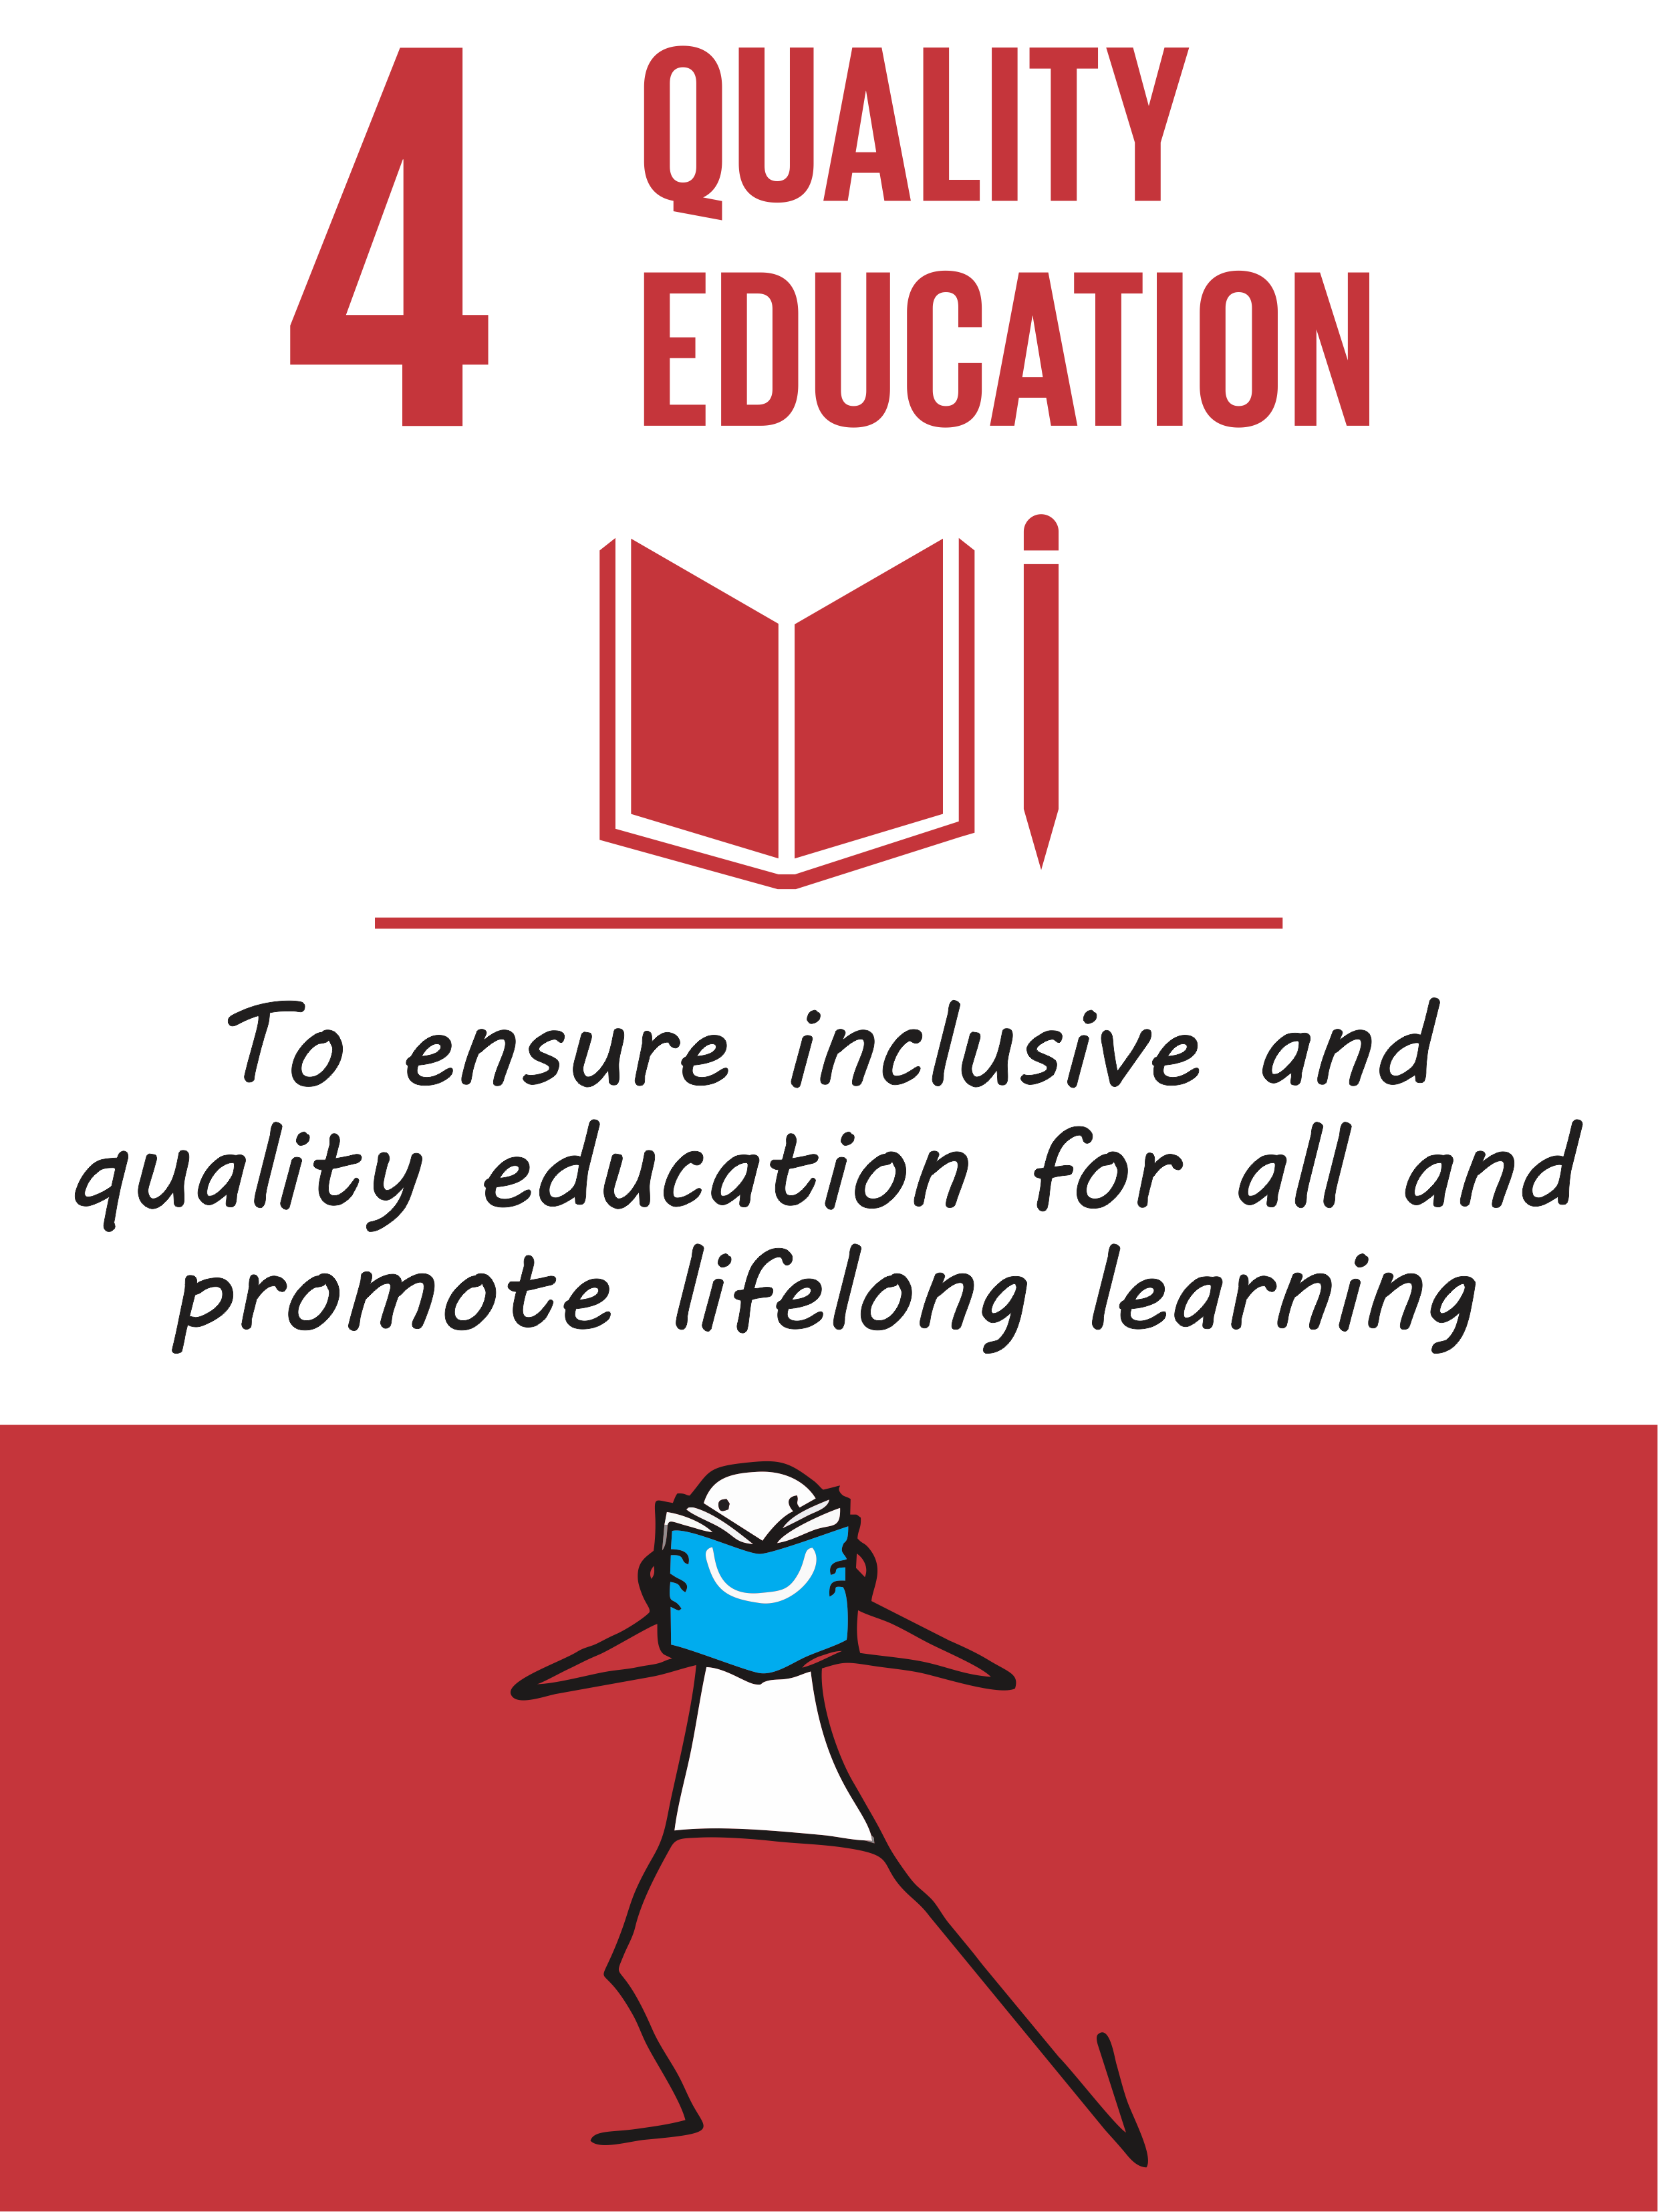 4 QUALITY
EDUCATION
To ensure inclusive and
quality education for all and
promote lifelong learning